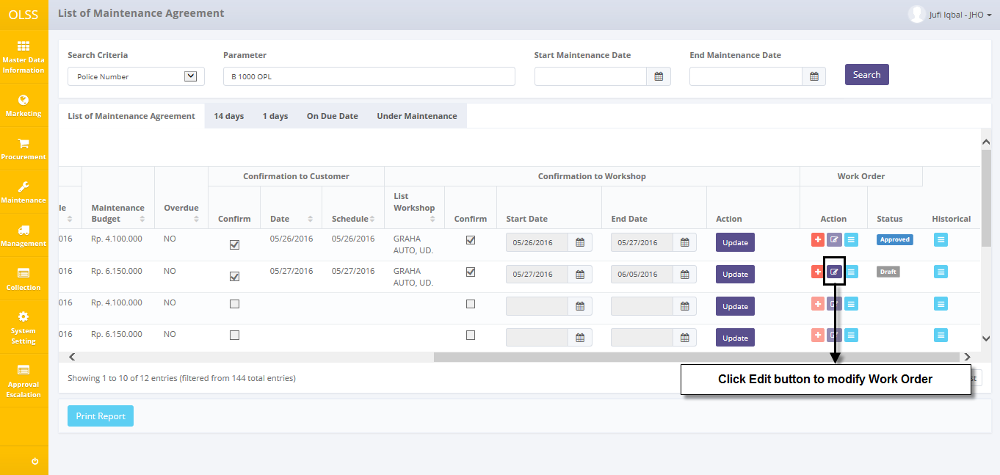 OLSS
List of Maintenance Agreement
Jufi Iqbal - JHO
Master Data
Information
Marketing
Procurement
Maintenance
Management
Collection
System
Setting
Approval
Escalation
Search Criteria
Parameter
Start Maintenance Date
End Maintenance Date
Police Number
B 1000 OPL
Search
List of Maintenance Agreement
14 days
1 days
On Due Date
Under Maintenance
Confirmation to Customer
Confirmation to Workshop
Work Order
le
Maintenance
Budget
Overdue
Confirm
Date
Schedule
List
Workshop
Confirm
Start Date
End Date
Action
Action
Status
Historical
016 Rp. 4.100.000 NO 05/26/2016 05/26/2016 GRAHA 05/26/2016 05/27/2016 Update Approved
AUTO, UD.
016 Rp. 6.150.000 NO 05/27/2016 05/27/2016 GRAHA 05/27/2016 06/05/2016 Update Draft
AUTO, UD.
016 Rp. 4.100.000 NO Update
016 Rp. 6.150.000 NO Update
Showing 1 to 10 of 12 entries (filtered from 144 total entries)
Click Edit button to modify Work Order
st
Print Report